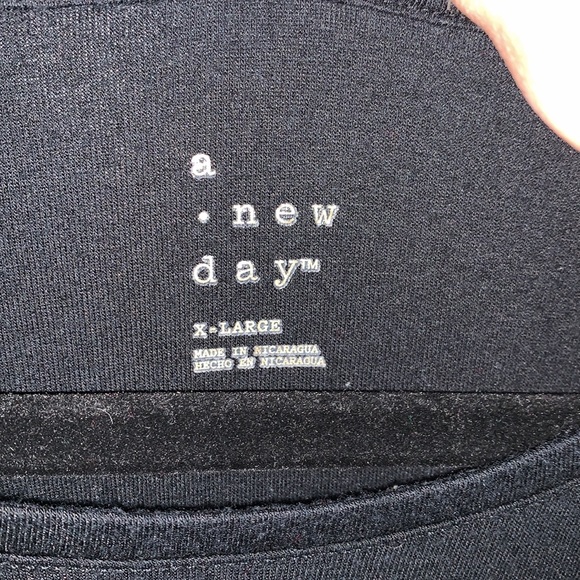 a
• new
day™
X-LARGE
MADE IN NICARAGUA
HECHO EN NICARAGUA